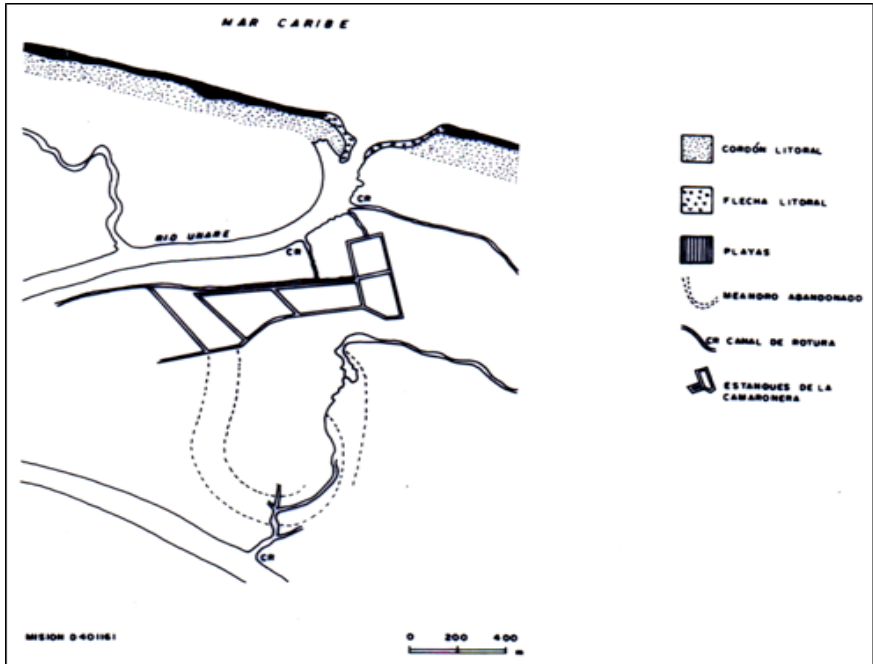 MAR CARIBE
CORDÓN LITORAL
FLECHA LITORAL
RIO UNARE
CR
CR
PLAYAS
MEANDRO ABANDONADO
CR CANAL DE ROTURA
ESTANQUES DE LA
CAMARONERA
CR
MISION 0401161
0 200 400
m